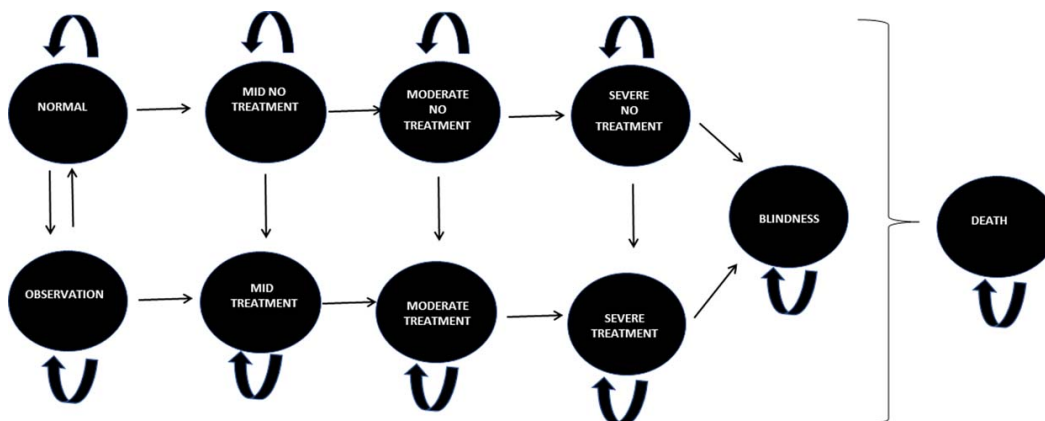 NORMAL
MID NO
TREATMENT
MODERATE
NO
TREATMENT
SEVERE
NO
TREATMENT
BLINDNESS
DEATH
OBSERVATION
MID
TREATMENT
MODERATE
TREATMENT
SEVERE
TREATMENT